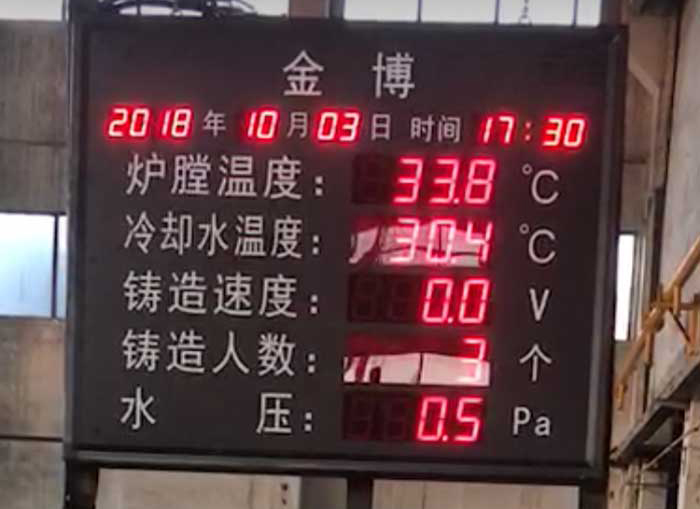 金 博
2018 年 10 月 03 日 时间 17:30
炉膛温度: 33.8 ℃
冷却水温度: 30.4 ℃
铸造速度: 0.0 V
铸造人数: 3 个
水 压: 0.5 Pa